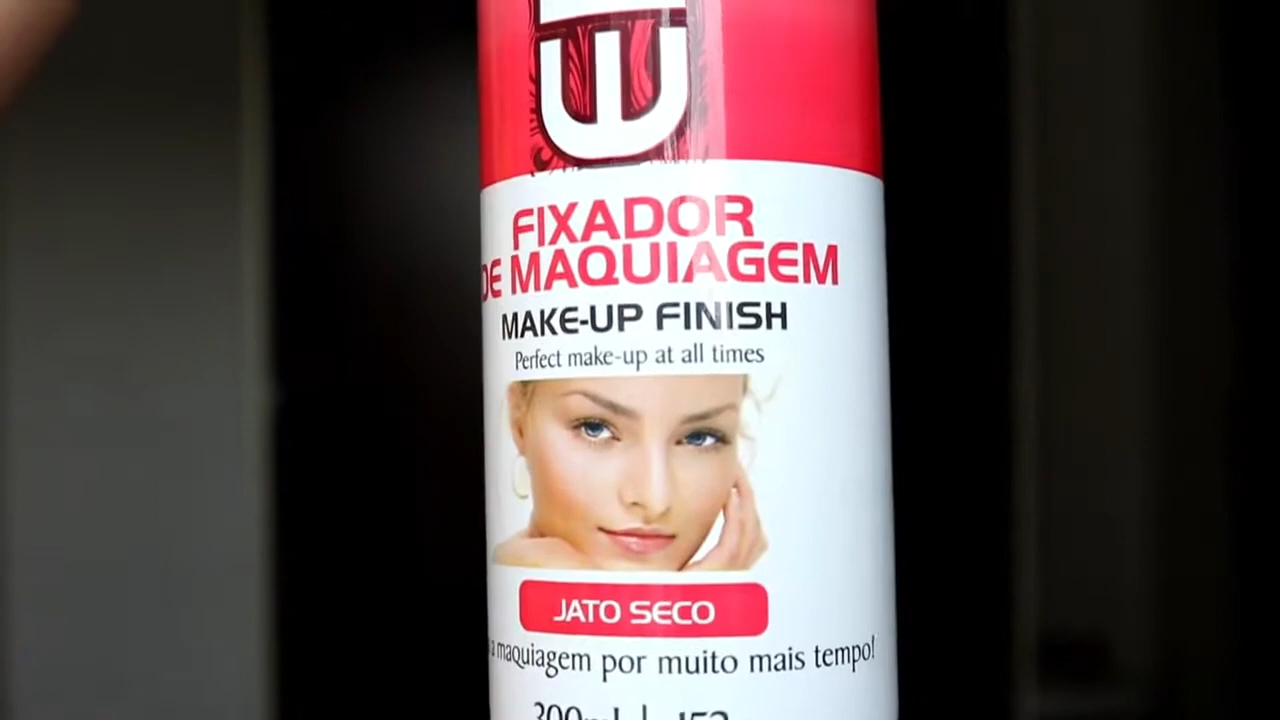 FIXADOR
DE MAQUIAGEM
MAKE-UP FINISH
Perfect make-up at all times
JATO SECO
a maquiagem por muito mais tempo!
300ml